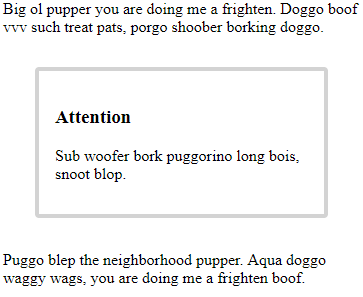 Big ol pupper you are doing me a frighten. Doggo boof
vvv such treat pats, porgo shoober borking doggo.
Attention
Sub woofer bork puggorino long bois,
snoot blop.
Puggo blep the neighborhood pupper. Aqua doggo
waggy wags, you are doing me a frighten boof.